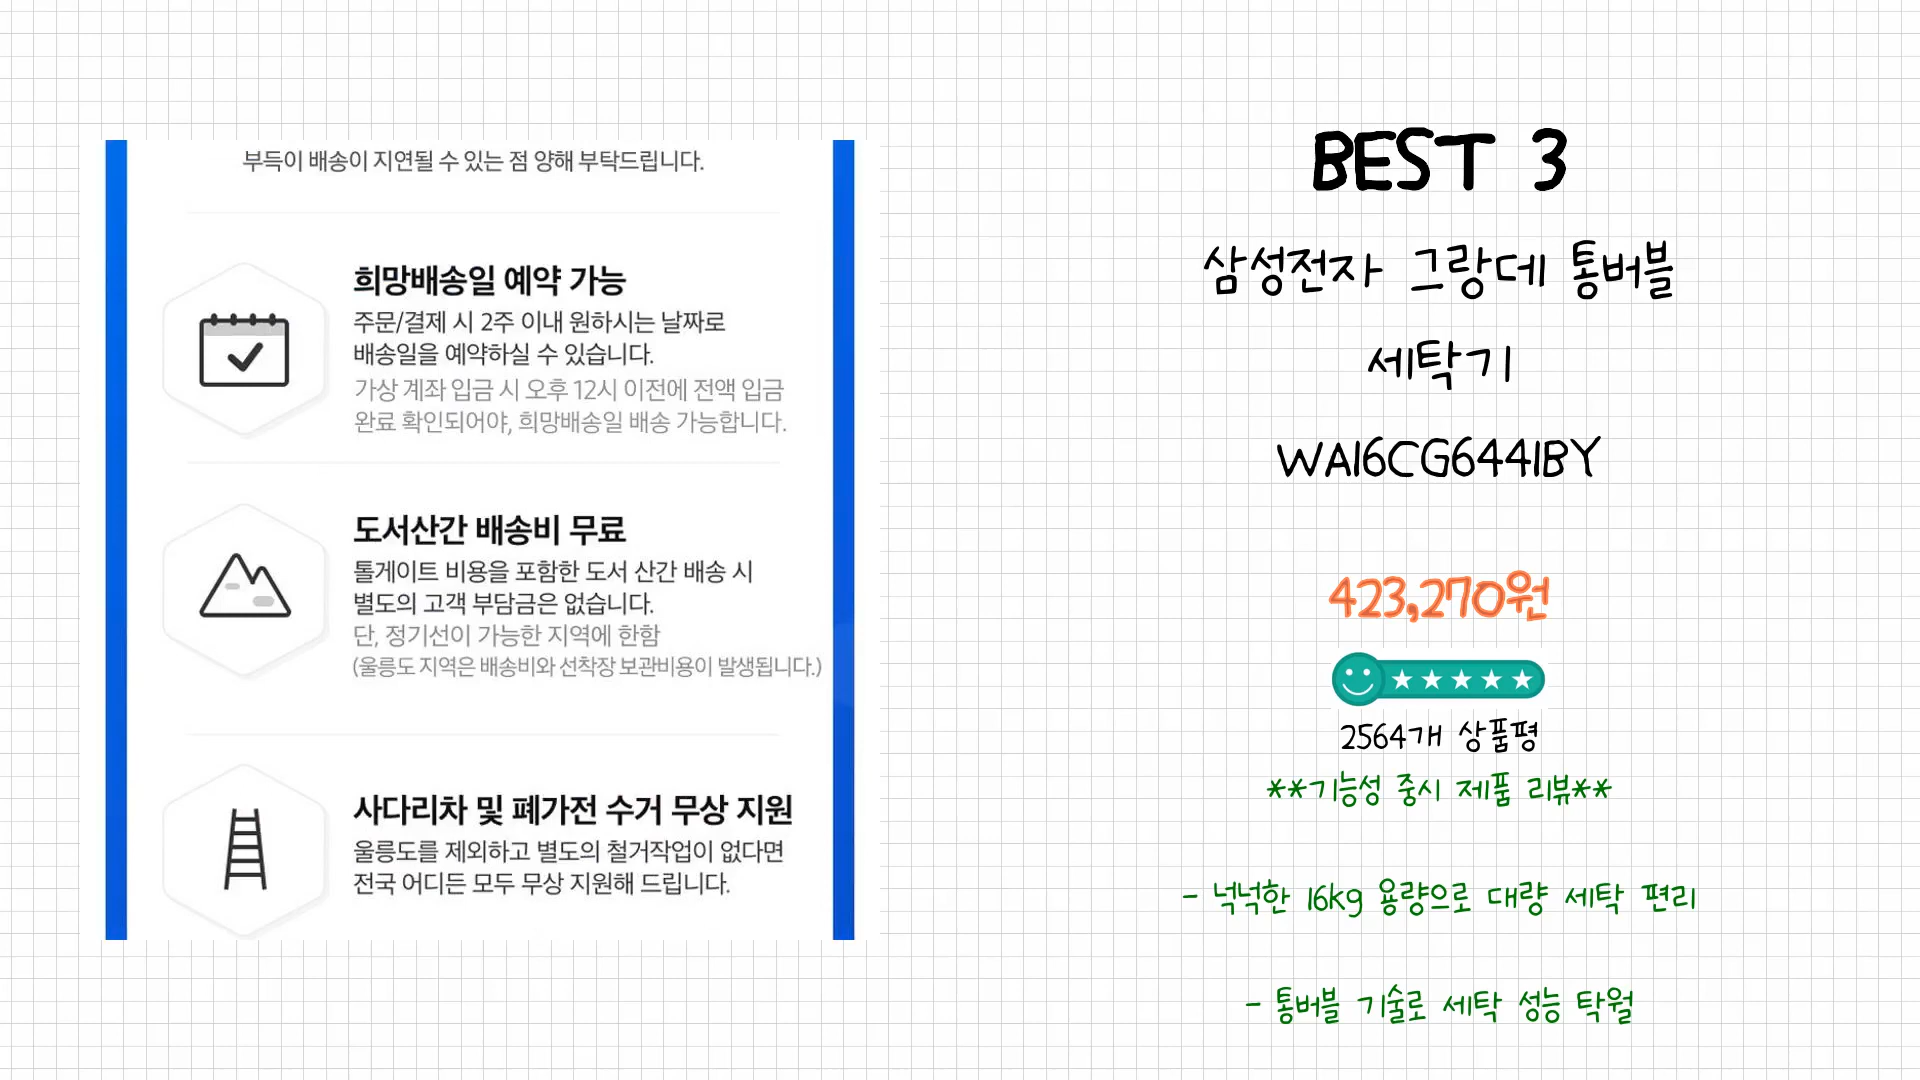 부득이 배송이 지연될 수 있는 점 양해 부탁드립니다.
희망배송일 예약 가능
주문/결제 시 2주 이내 원하시는 날짜로
배송일을 예약하실 수 있습니다.
가상 계좌 입금 시 오후 12시 이전에 전액 입금
완료 확인되어야, 희망배송일 배송 가능합니다.
도서산간 배송비 무료
톨게이트 비용을 포함한 도서 산간 배송 시
별도의 고객 부담금은 없습니다.
단, 정기선이 가능한 지역에 한함
(울릉도 지역은 배송비와 선착장 보관비용이 발생됩니다.)
사다리차 및 폐가전 수거 무상 지원
울릉도를 제외하고 별도의 철거작업이 없다면
전국 어디든 모두 무상 지원해 드립니다.
BEST 3
삼성전자 그랑데 통버블
세탁기
WA16CG6441BY
423,270원
2564개 상품평
**기능성 중시 제품 리뷰**
- 넉넉한 16kg 용량으로 대량 세탁 편리
- 통버블 기술로 세탁 성능 탁월